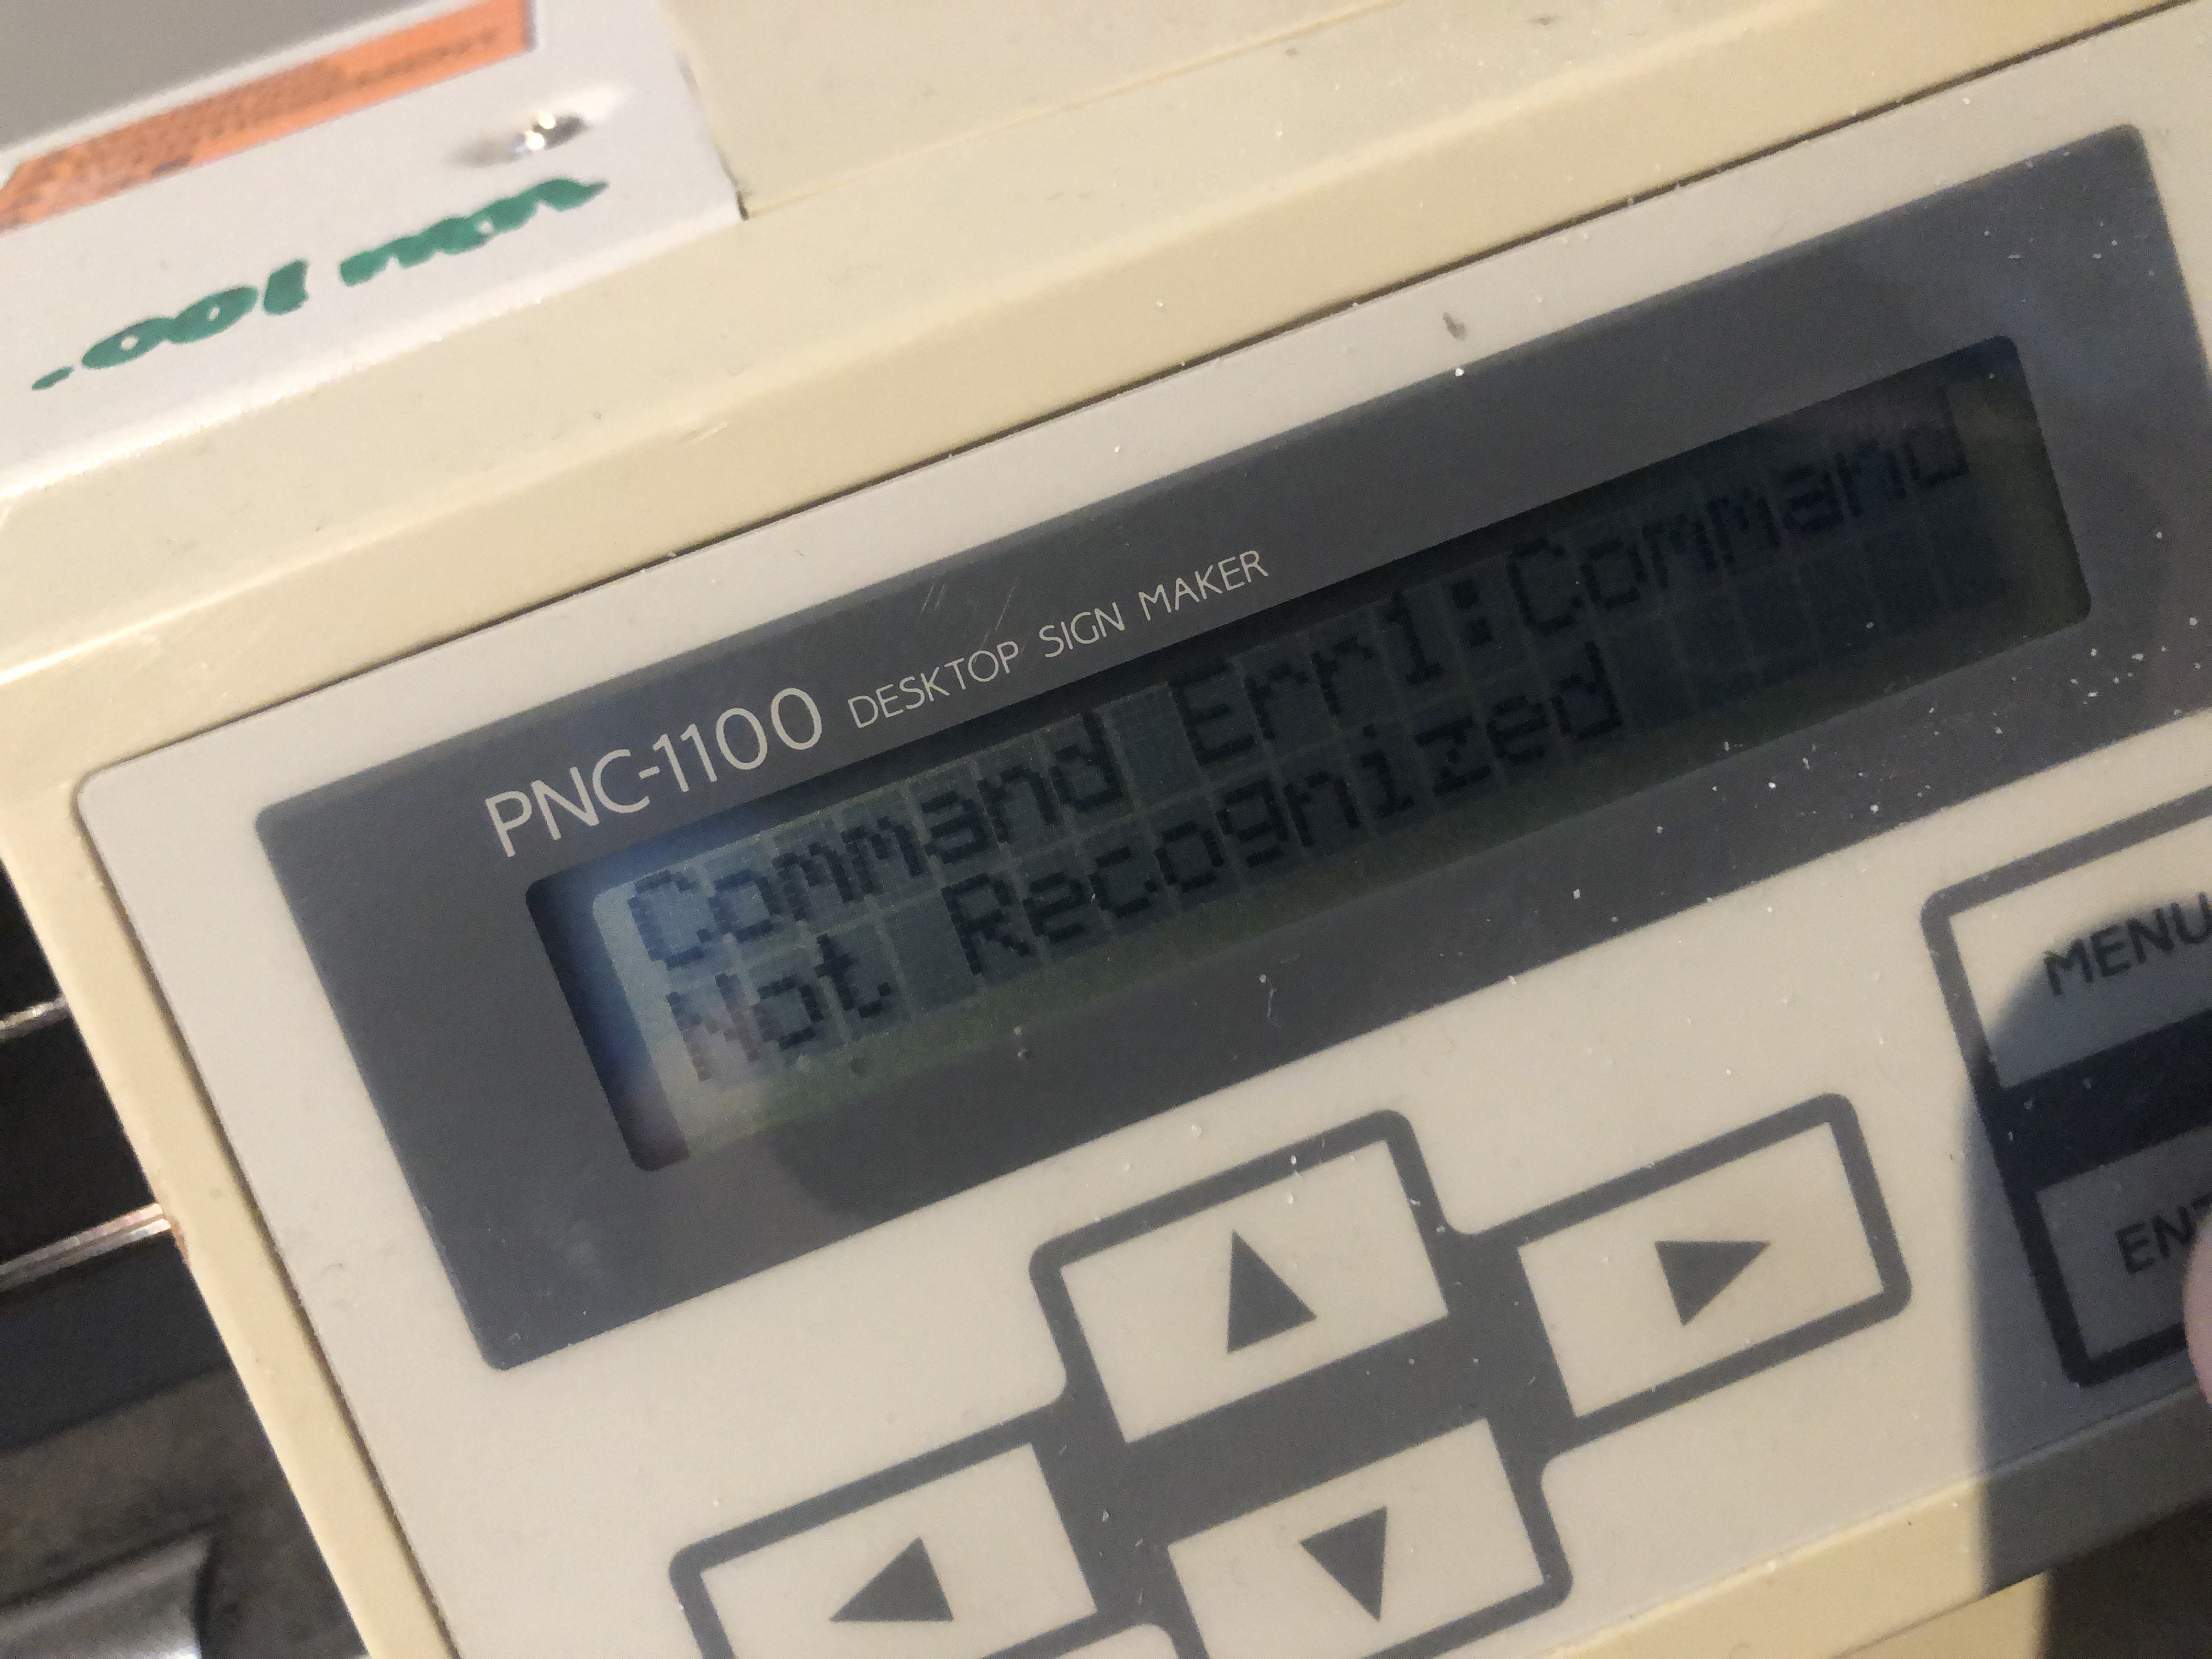 PNC-1100 DESKTOP SIGN MAKER
Command Err1:Command
Not Recognized
MENU